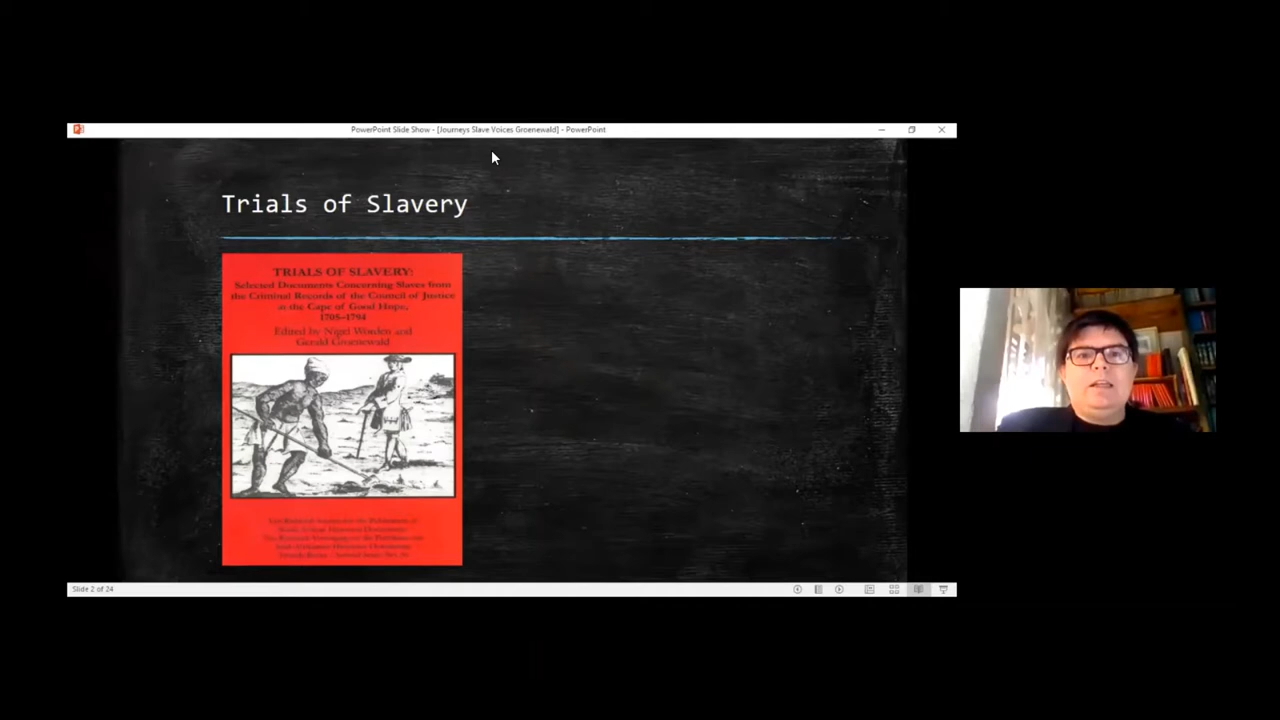 PowerPoint Slide Show - [Journeys Slave Voices Groenewald] - PowerPoint
Trials of Slavery
TRIALS OF SLAVERY:
Selected Documents Concerning Slaves from
the Criminal Records of the Council of Justice
at the Cape of Good Hope,
1705-1794
Edited by Nigel Worden and
Gerald Groenewald
Slide 2 of 24